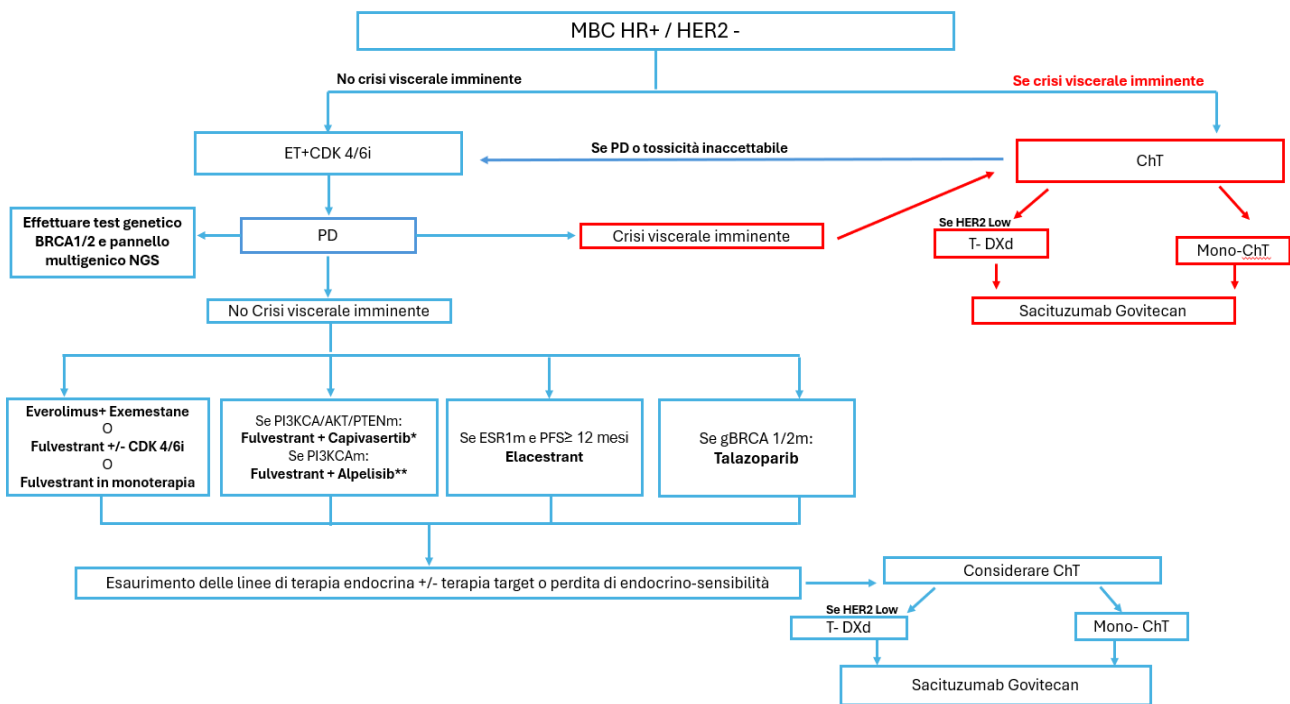 MBC HR+ / HER2 -
No crisi viscerale imminente
Se crisi viscerale imminente
ET+CDK 4/6i
Se PD o tossicità inaccettabile
ChT
Effettuare test genetico
BRCA1/2 e pannello
multigenico NGS
PD
Crisi viscerale imminente
Se HER2 Low
T- DXd
Mono-ChT
No Crisi viscerale imminente
Sacituzumab Govitecan
Everolimus+ Exemestane
O
Fulvestrant +/- CDK 4/6i
O
Fulvestrant in monoterapia
Se PI3KCA/AKT/PTENm:
Fulvestrant + Capivasertib*
Se PI3KCAm:
Fulvestrant + Alpelisib**
Se ESR1m e PFS≥ 12 mesi
Elacestrant
Se gBRCA 1/2m:
Talazoparib
Esaurimento delle linee di terapia endocrina +/- terapia target o perdita di endocrino-sensibilità
Considerare ChT
Se HER2 Low
T- DXd
Mono- ChT
Sacituzumab Govitecan